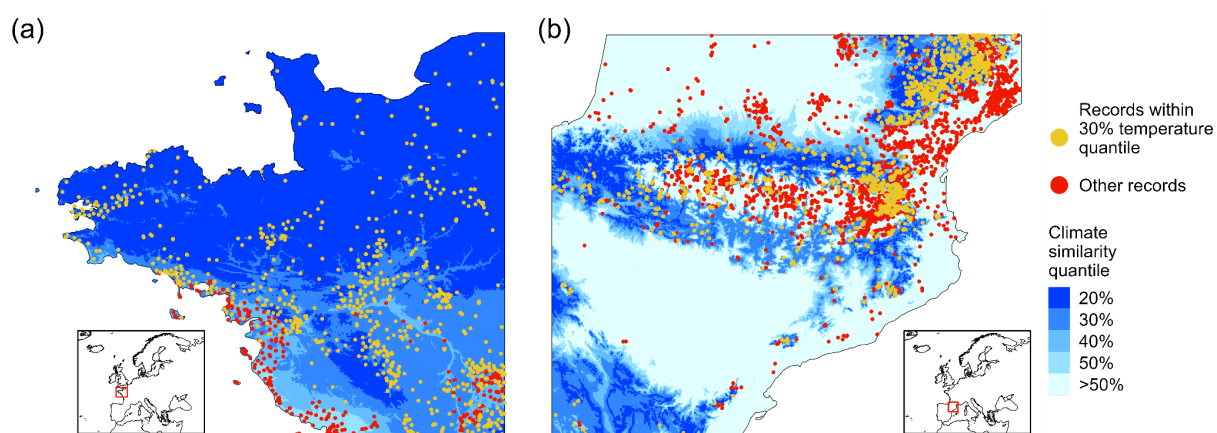 (a)
(b)
Records within
30% temperature
quantile
Other records
Climate
similarity
quantile
20%
30%
40%
50%
>50%